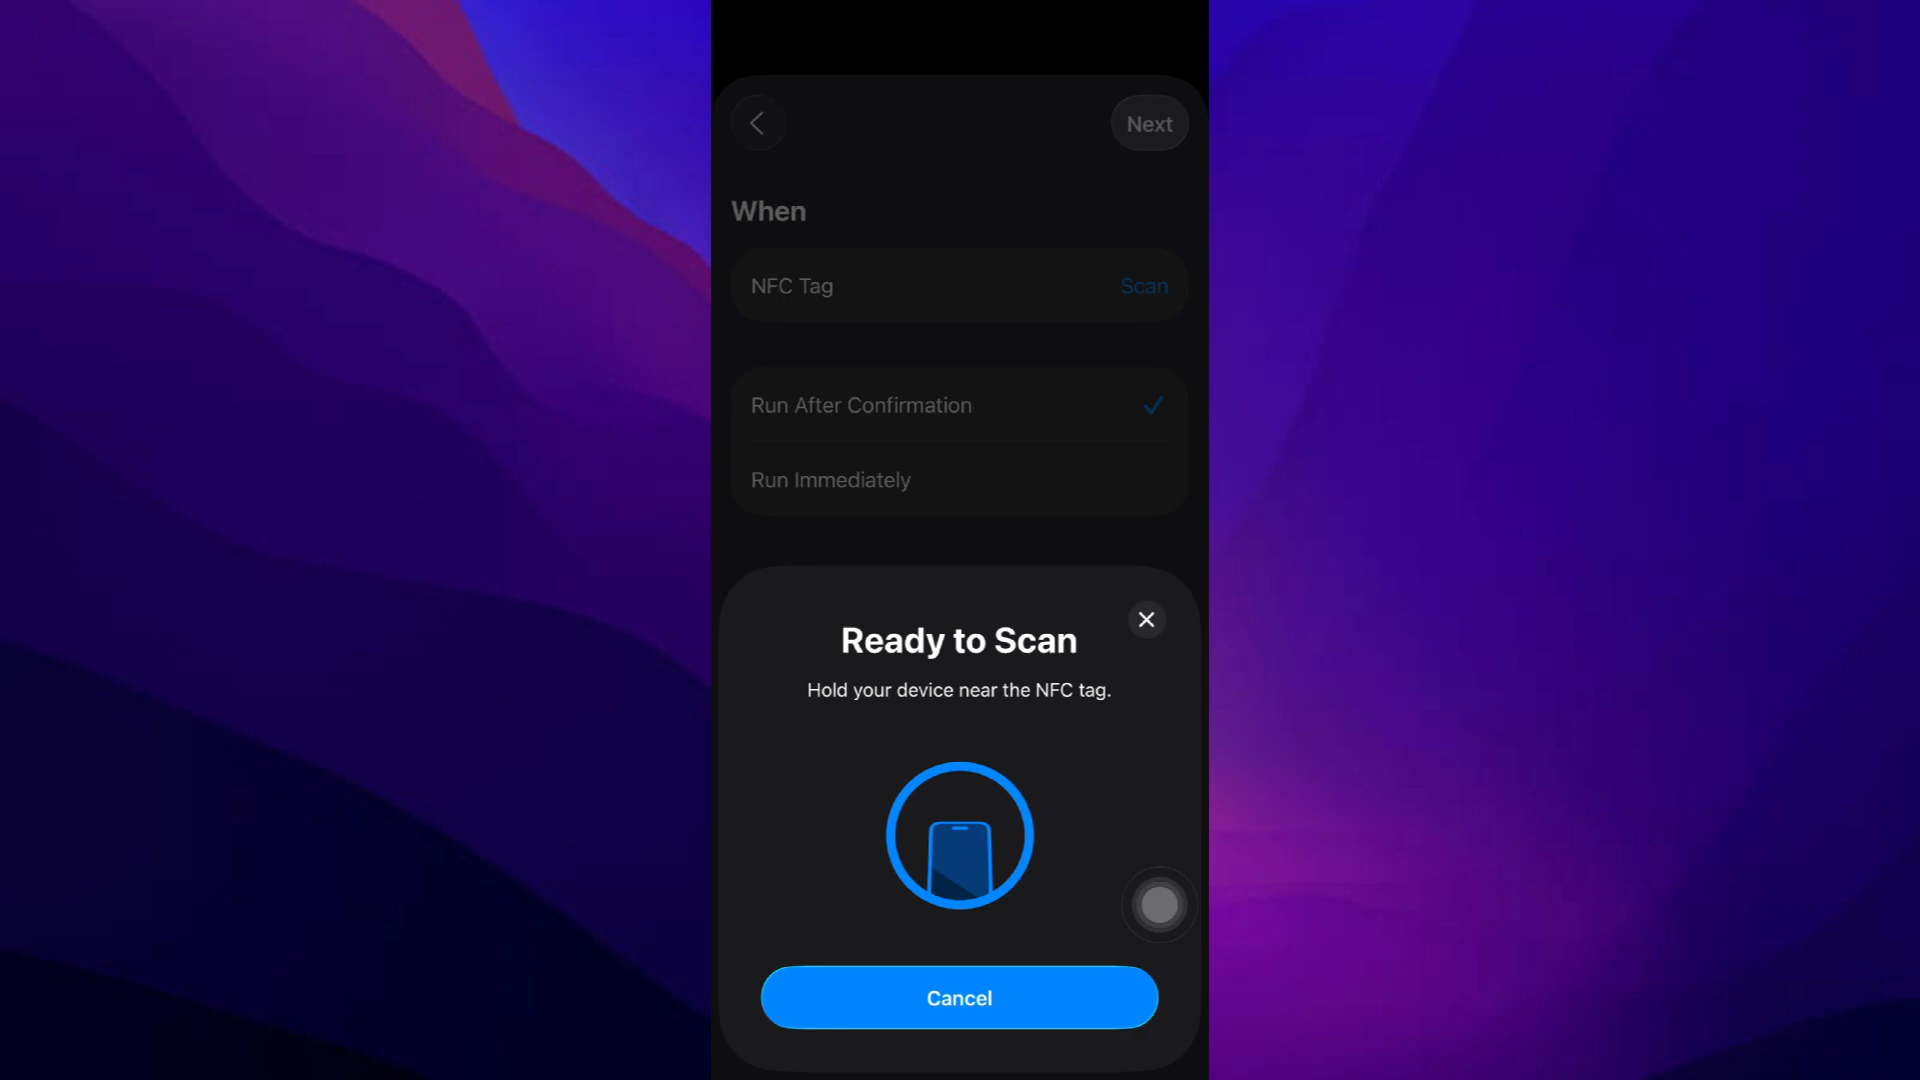 Next
When
NFC Tag
Scan
Run After Confirmation
Run Immediately
Ready to Scan
Hold your device near the NFC tag.
Cancel